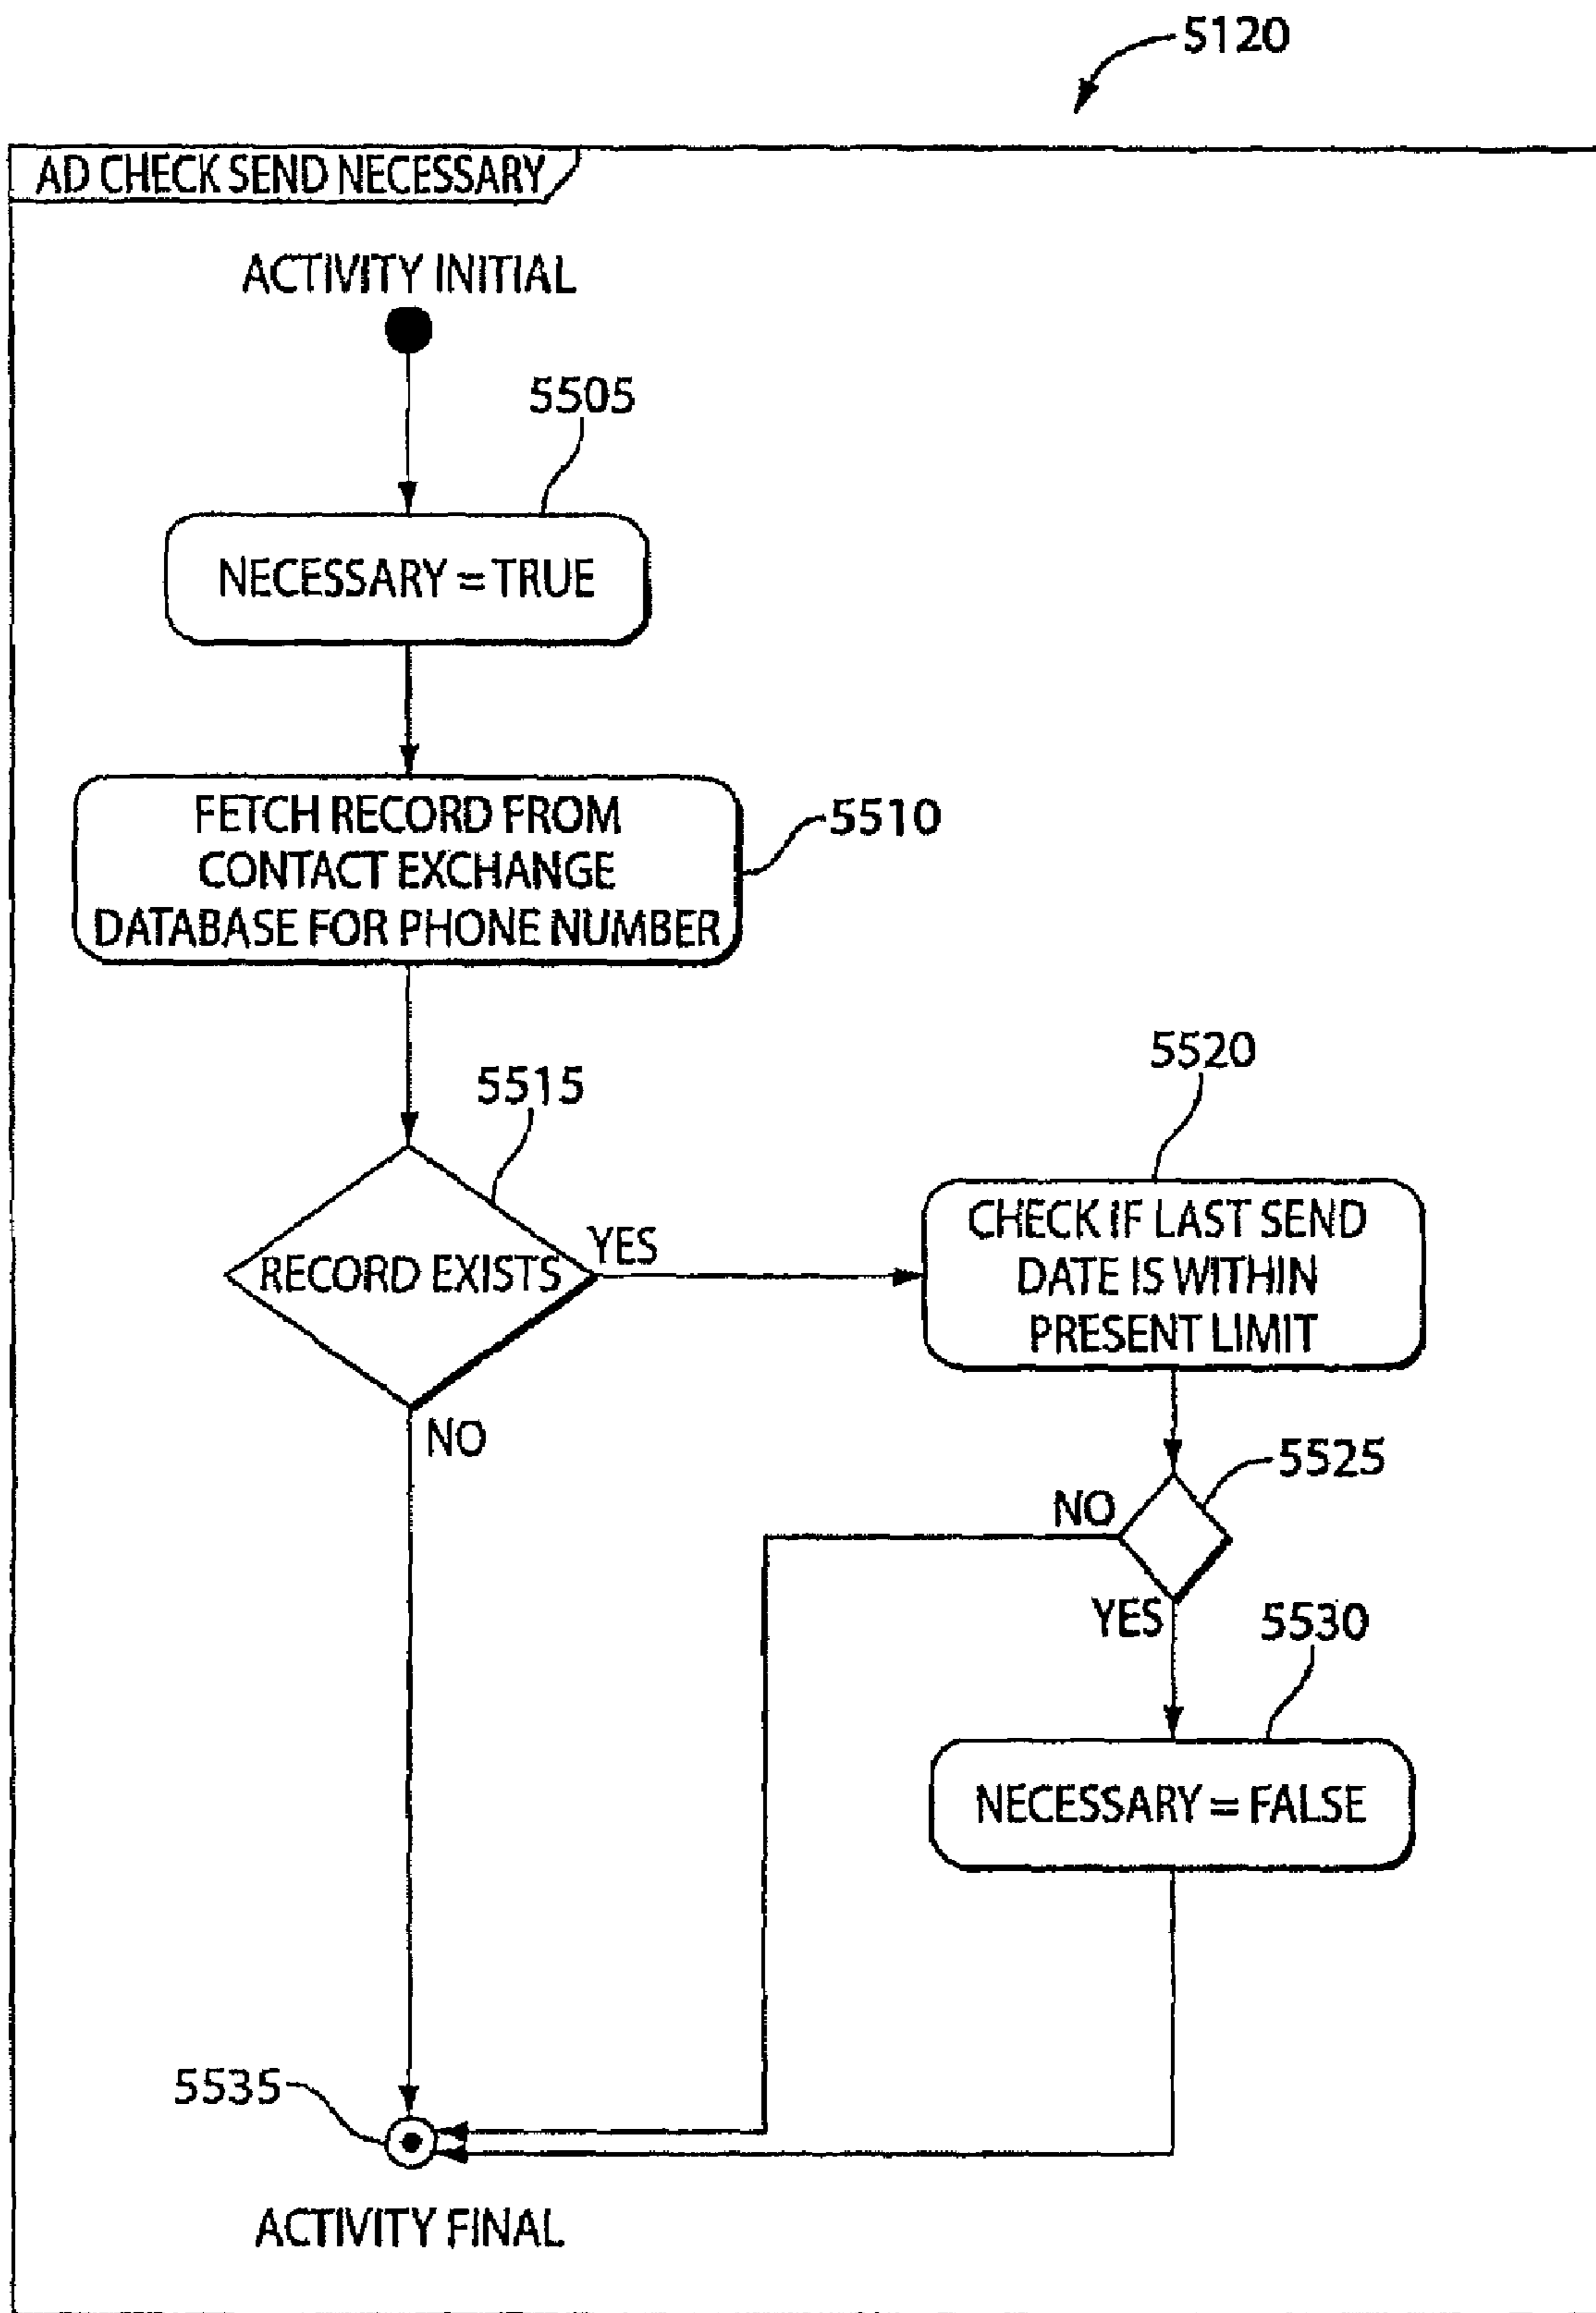 5120
AD CHECK SEND NECESSARY
ACTIVITY INITIAL
5505
NECESSARY = TRUE
FETCH RECORD FROM
CONTACT EXCHANGE
DATABASE FOR PHONE NUMBER
5510
5515
RECORD EXISTS
YES
NO
5520
CHECK IF LAST SEND
DATE IS WITHIN
PRESENT LIMIT
5525
NO
YES
5530
NECESSARY = FALSE
5535
ACTIVITY FINAL